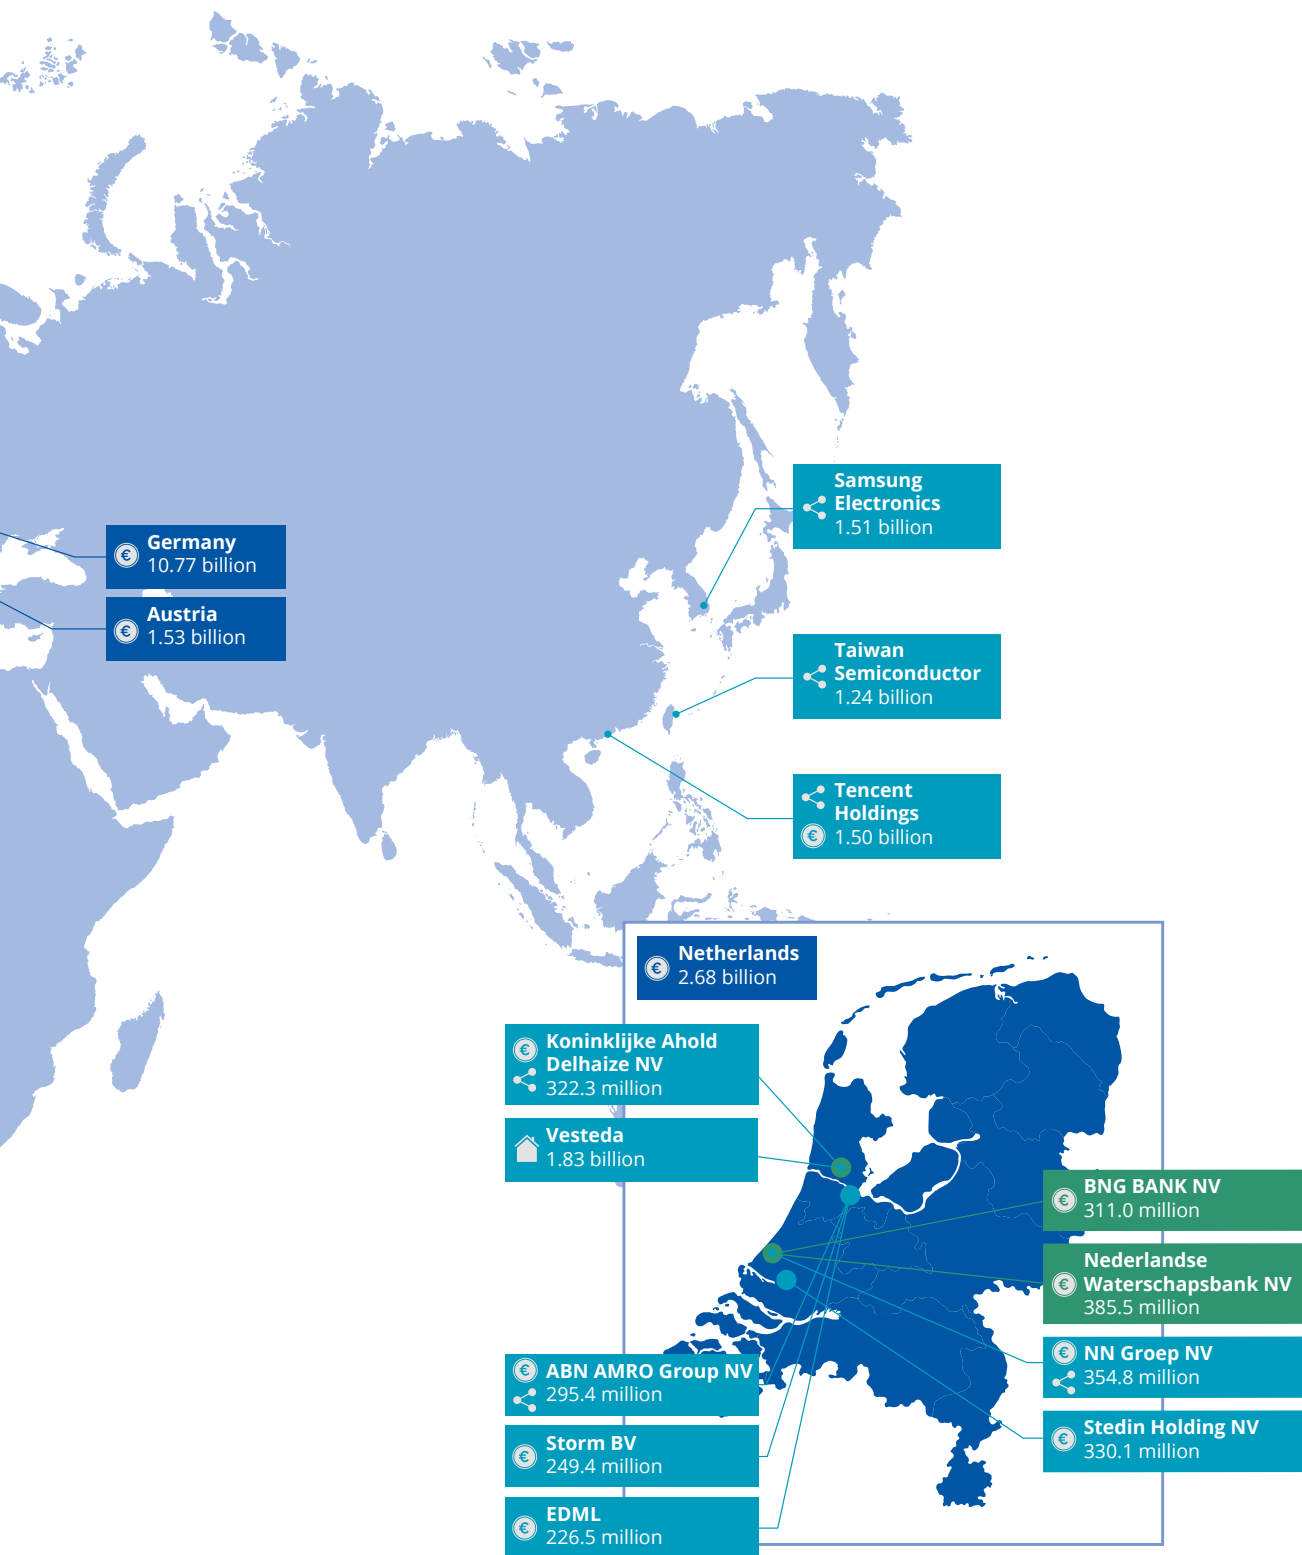 Samsung
Electronics
1.51 billion
€
Germany
10.77 billion
€
Austria
1.53 billion
Taiwan
Semiconductor
1.24 billion
Tencent
Holdings
€
1.50 billion
€
Netherlands
2.68 billion
€
Koninklijke Ahold
Delhaize NV
322.3 million
Vesteda
1.83 billion
€
BNG BANK NV
311.0 million
€
Nederlandse
Waterschapsbank NV
385.5 million
€
NN Groep NV
354.8 million
€
ABN AMRO Group NV
295.4 million
€
Stedin Holding NV
330.1 million
€
Storm BV
249.4 million
€
EDML
226.5 million